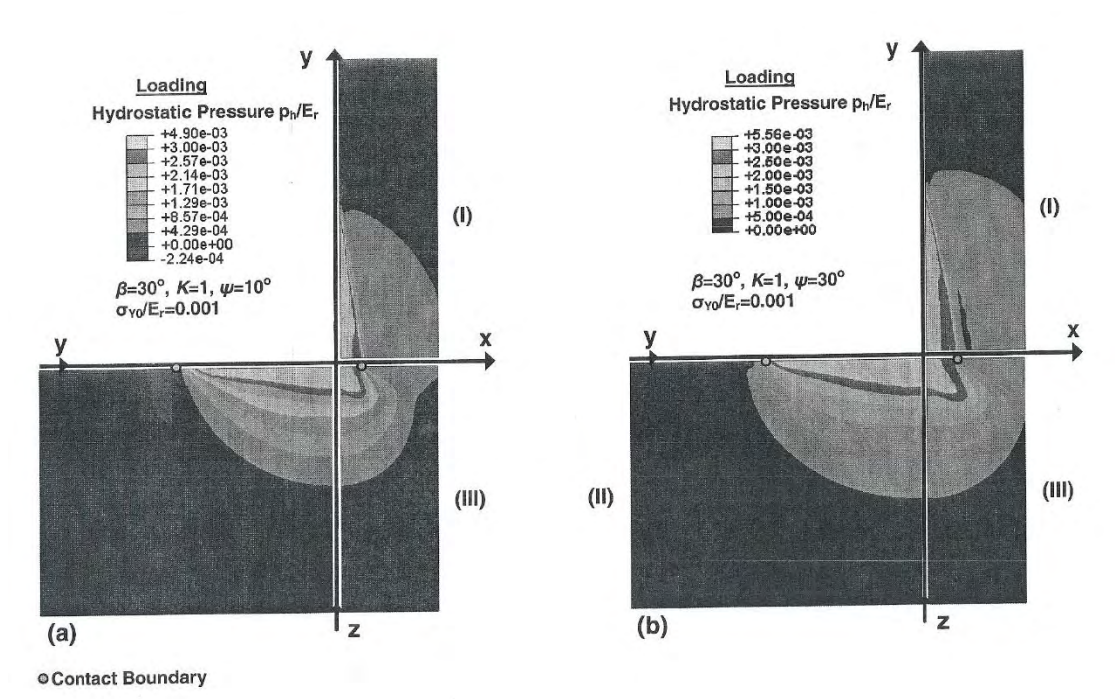 y
Loading
Hydrostatic Pressure pₕ/Eᵣ
+4.90e-03
+3.00e-03
+2.57e-03
+2.14e-03
+1.71e-03
+1.29e-03
+8.57e-04
+4.29e-04
+0.00e+00
-2.24e-04
β=30°, K=1, ψ=10°
σY0/Eᵣ=0.001
(I)
y
x
(III)
(a)
z
y
Loading
Hydrostatic Pressure pₕ/Eᵣ
+5.56e-03
+3.00e-03
+2.50e-03
+2.00e-03
+1.50e-03
+1.00e-03
+5.00e-04
+0.00e+00
β=30°, K=1, ψ=30°
σY0/Eᵣ=0.001
(I)
y
x
(II)
(III)
(b)
z
Contact Boundary